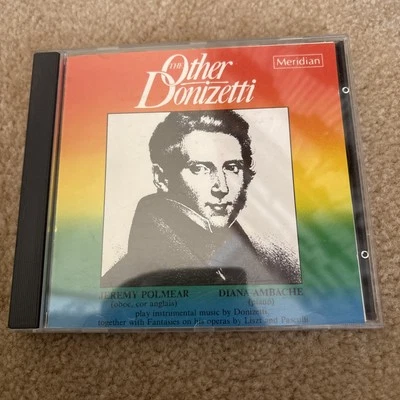 THE Other
Donizetti
Meridian
JEREMY POLMEAR DIANA AMBACHE
(oboe, cor anglais) (piano)
play instrumental music by Donizetti,
together with Fantasies on his operas by Liszt and Pasculli